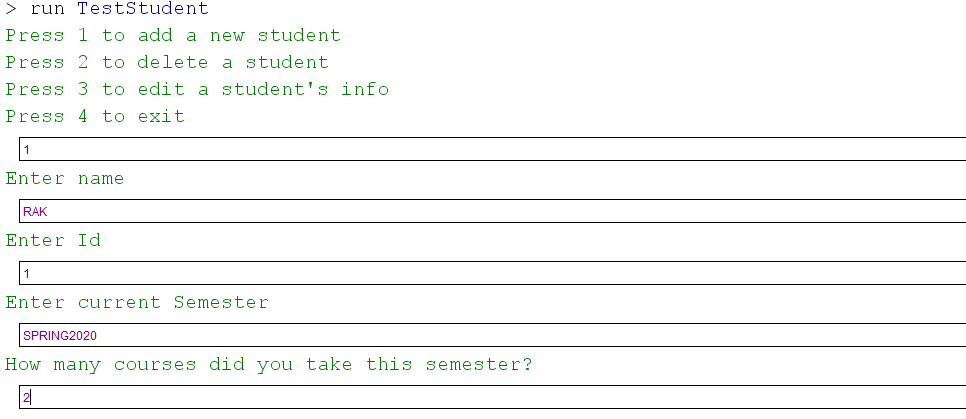 > run TestStudent
Press 1 to add a new student
Press 2 to delete a student
Press 3 to edit a student's info
Press 4 to exit
1
Enter name
RAK
Enter Id
1
Enter current Semester
SPRING2020
How many courses did you take this semester?
2